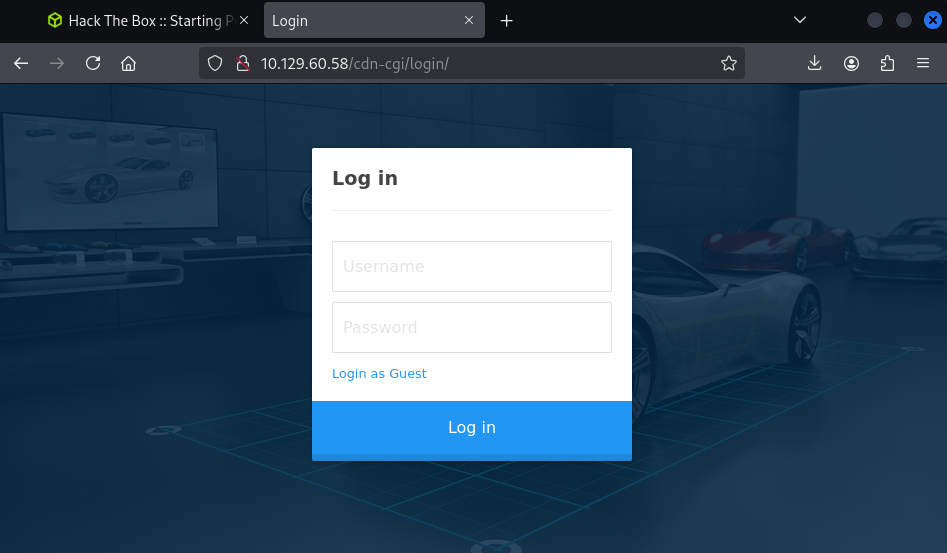 Hack The Box :: Starting P
Login
10.129.60.58/cdn-cgi/login/
Log in
Username
Password
Login as Guest
Log in